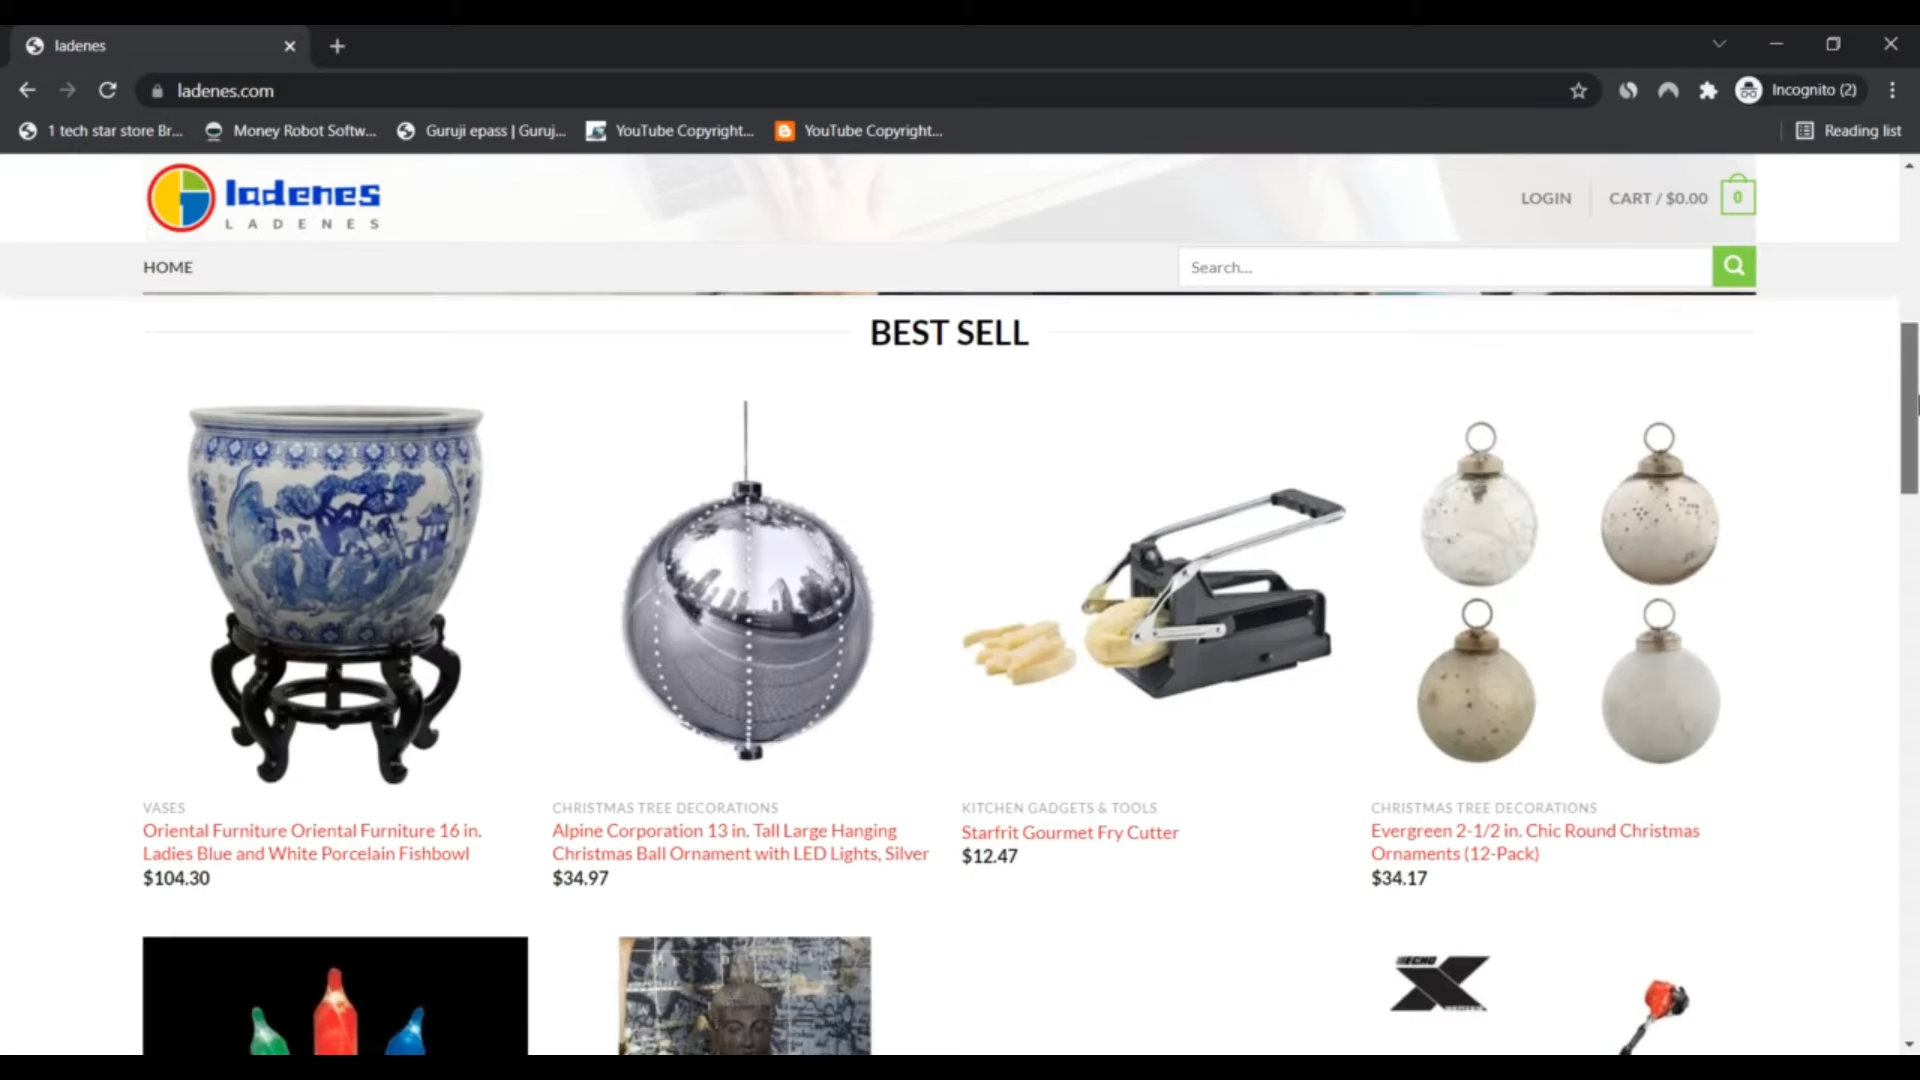 ladenes
ladenes.com
Incognito (2)
1 tech star store Br...
Money Robot Softw...
Guruji epass | Guruj...
YouTube Copyright...
YouTube Copyright...
Reading list
ladenes
LADENES
LOGIN
CART / $0.00
0
HOME
Search...
BEST SELL
VASES
Oriental Furniture Oriental Furniture 16 in.
Ladies Blue and White Porcelain Fishbowl
$104.30
CHRISTMAS TREE DECORATIONS
Alpine Corporation 13 in. Tall Large Hanging
Christmas Ball Ornament with LED Lights, Silver
$34.97
KITCHEN GADGETS & TOOLS
Starfrit Gourmet Fry Cutter
$12.47
CHRISTMAS TREE DECORATIONS
Evergreen 2-1/2 in. Chic Round Christmas
Ornaments (12-Pack)
$34.17
ECHO
X